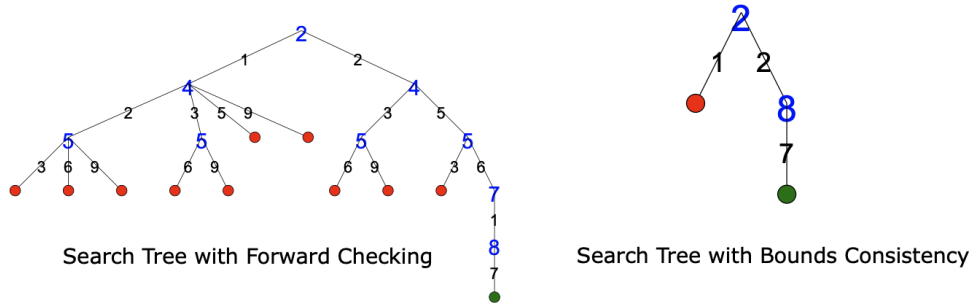 2 2
1 2 1 2
4 4 8
2 3 5 9 3 5
5 5 5 5 7
3 6 9 6 9 6 9 3 6
7
1
Search Tree with Forward Checking 8 Search Tree with Bounds Consistency
7